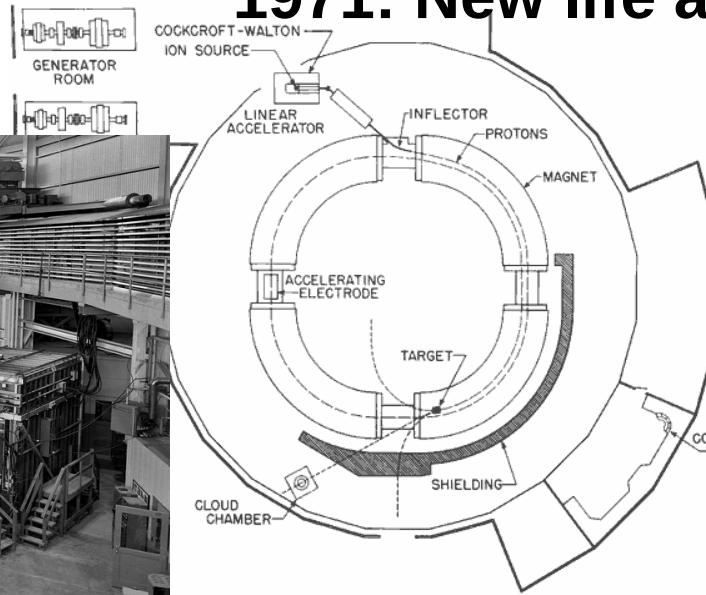 1971: New life a
COCKCROFT-WALTON
ION SOURCE
GENERATOR
ROOM
LINEAR
ACCELERATOR
INFLECTOR
PROTONS
MAGNET
ACCELERATING
ELECTRODE
TARGET
SHIELDING
CLOUD
CHAMBER